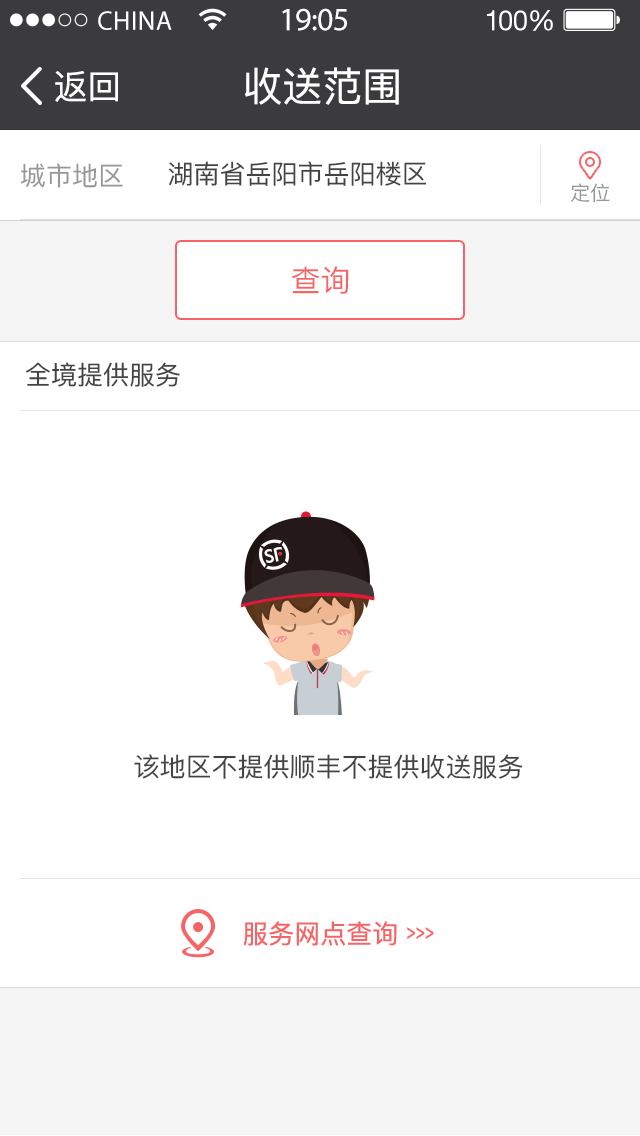 CHINA 19:05 100%
返回 收送范围
城市地区 湖南省岳阳市岳阳楼区 定位
查询
全境提供服务
SF
该地区不提供顺丰不提供收送服务
服务网点查询 >>>